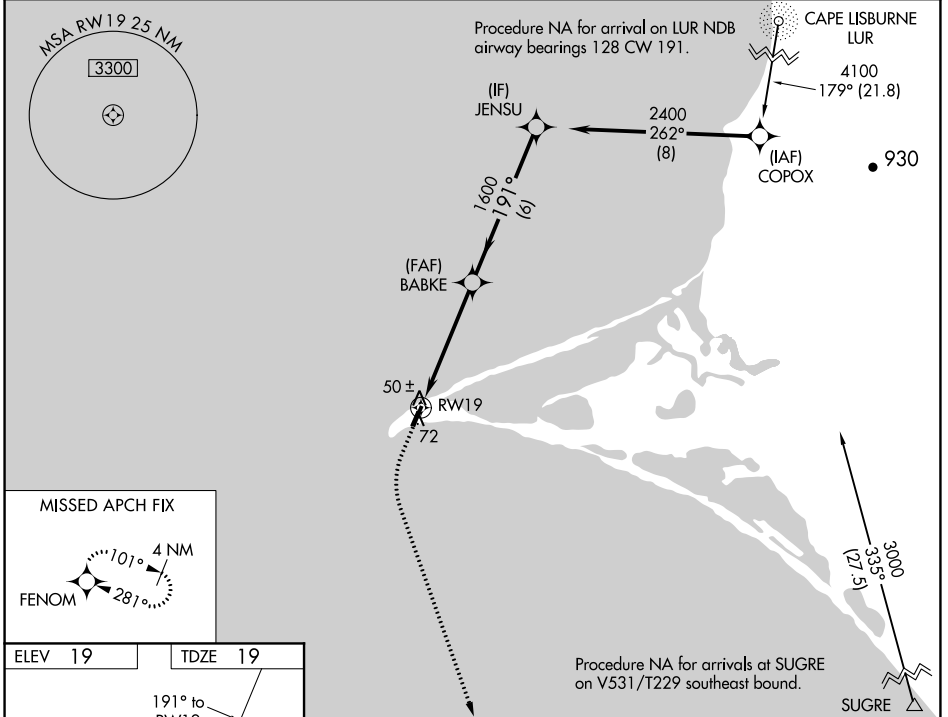 MSA RW19 25 NM
3300
Procedure NA for arrival on LUR NDB
airway bearings 128 CW 191.
CAPE LISBURNE
LUR
4100
179° (21.8)
(IF)
JENSU
2400
262°
(8)
(IAF)
COPOX
930
1600
191°
(6)
(FAF)
BABKE
50 ±
RW19
72
MISSED APCH FIX
101°
4 NM
281°
FENOM
3000
335°
(27.5)
Procedure NA for arrivals at SUGRE
on V531/T229 southeast bound.
SUGRE
ELEV 19
TDZE 19
191° to
RW19